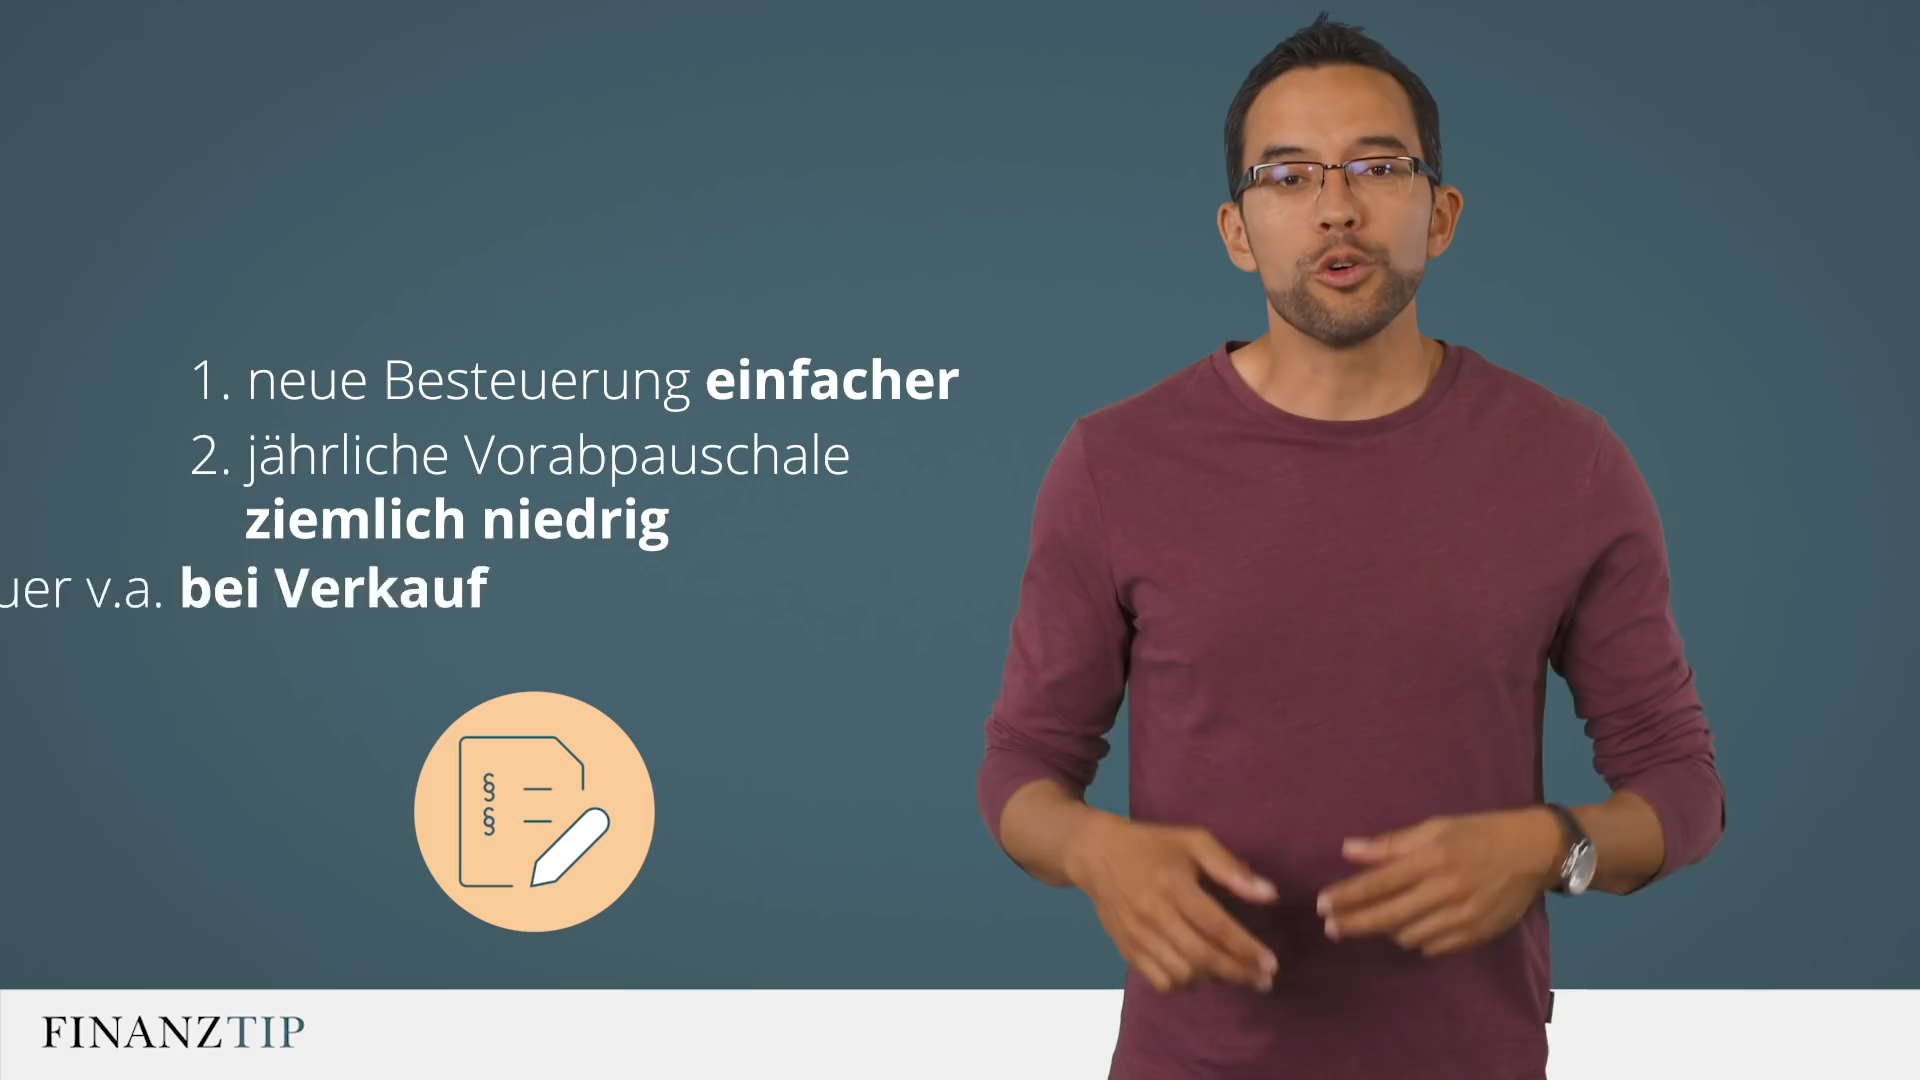 1. neue Besteuerung einfacher
2. jährliche Vorabpauschale
ziemlich niedrig
uer v.a. bei Verkauf
§
§
FINANZTIP